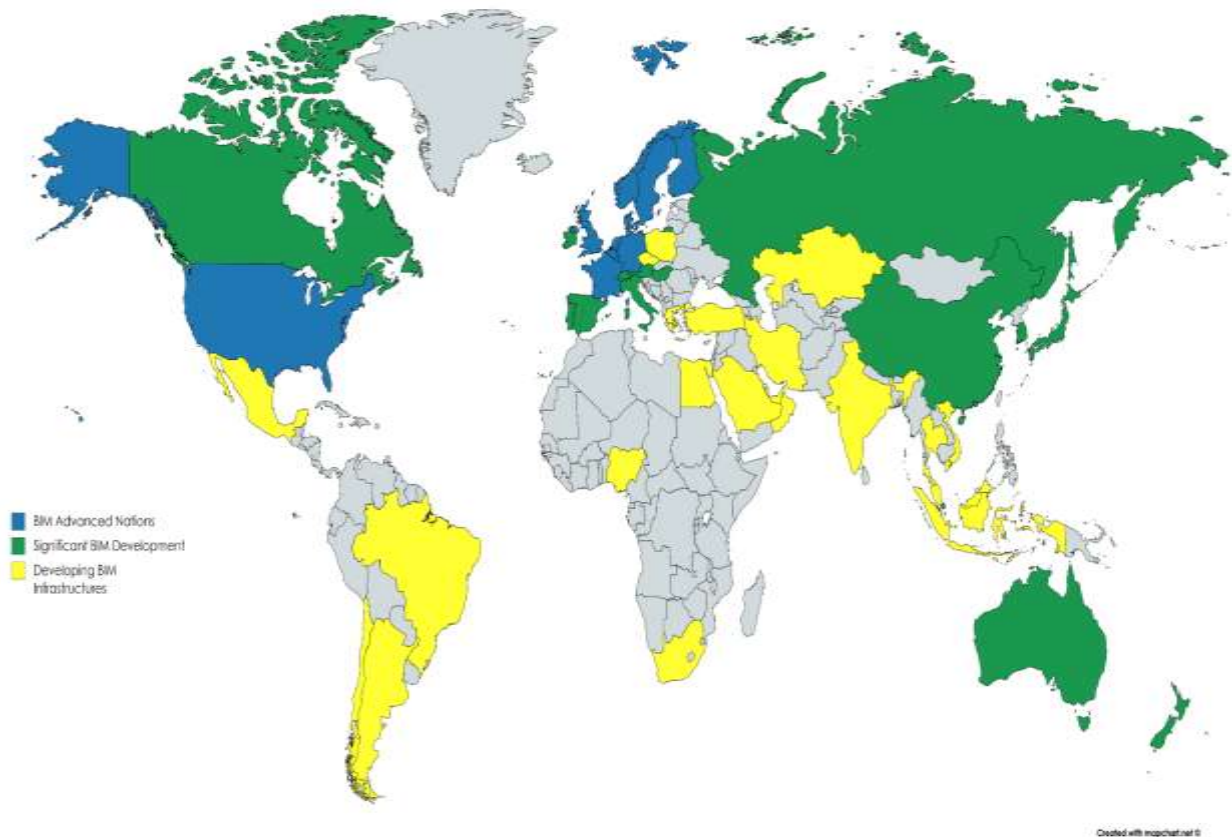 BIM Advanced Nations
Significant BIM Development
Developing BIM
Infrastructures
Created with mapchart.net ©